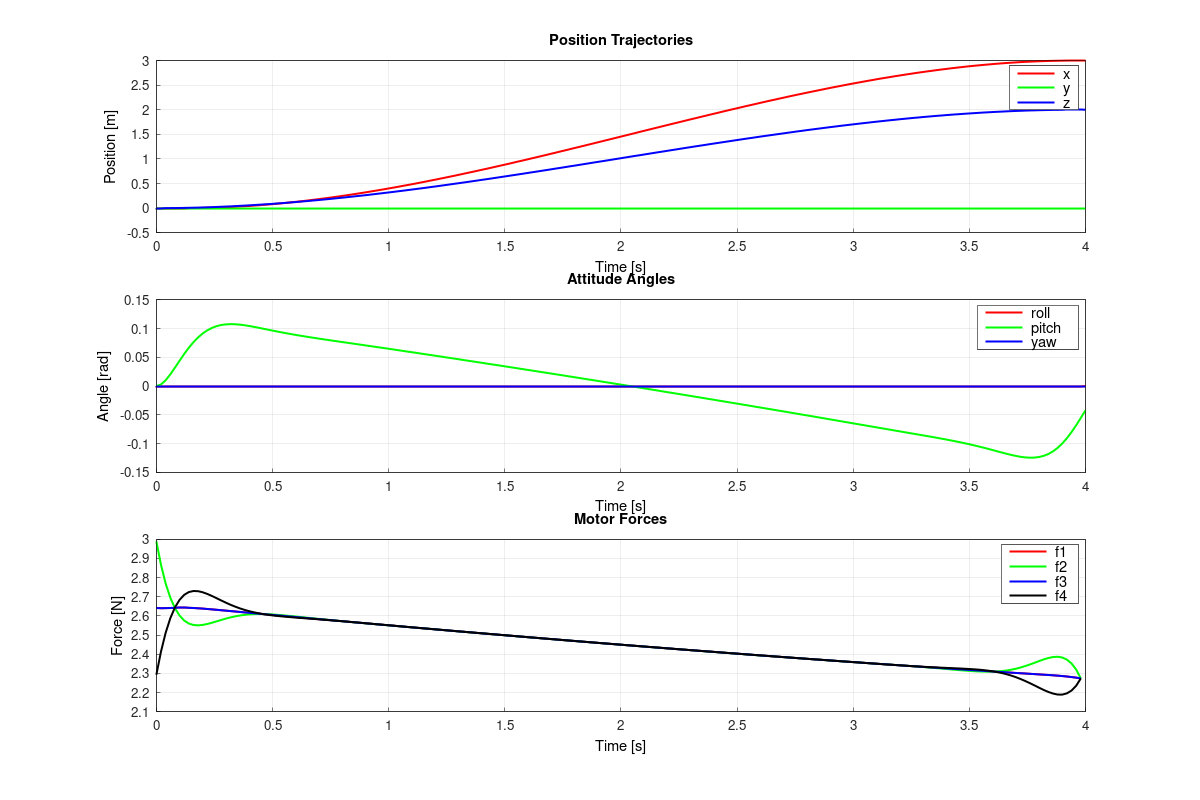 Position Trajectories
Position [m]
3
2.5
2
1.5
1
0.5
0
-0.5
x
y
z
0 0.5 1 1.5 2 2.5 3 3.5 4
Time [s]
Attitude Angles
Angle [rad]
0.15
0.1
0.05
0
-0.05
-0.1
-0.15
roll
pitch
yaw
0 0.5 1 1.5 2 2.5 3 3.5 4
Time [s]
Motor Forces
Force [N]
3
2.9
2.8
2.7
2.6
2.5
2.4
2.3
2.2
2.1
f1
f2
f3
f4
0 0.5 1 1.5 2 2.5 3 3.5 4
Time [s]